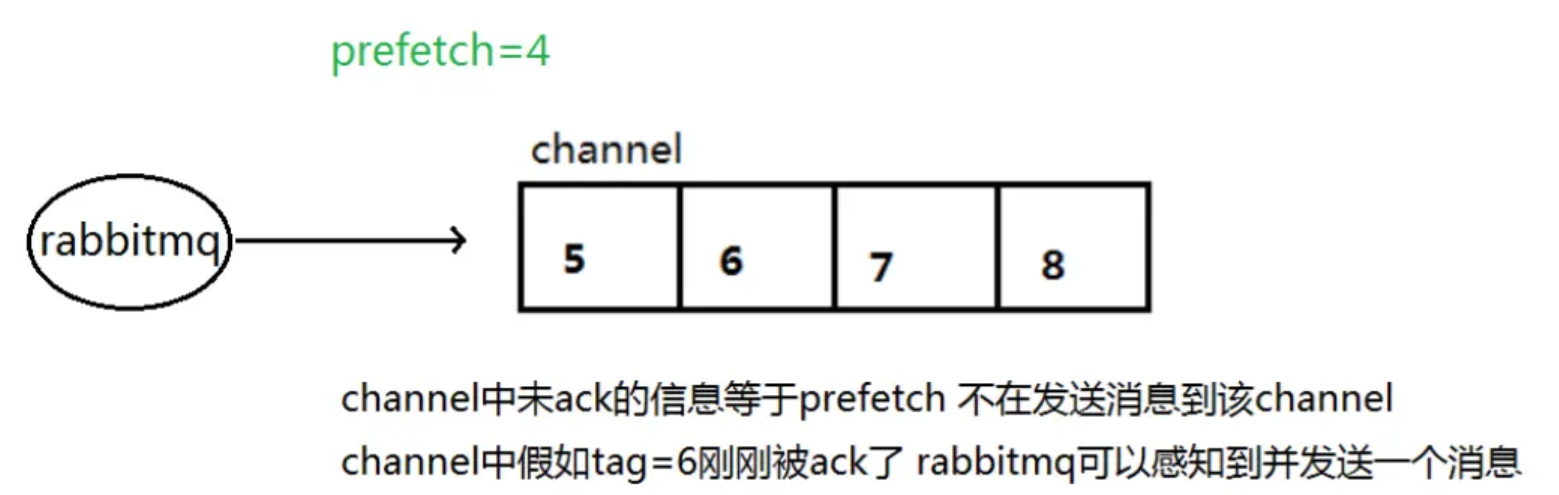 prefetch=4
channel
rabbitmq
5 6 7 8
channel中未ack的信息等于prefetch 不在发送消息到该channel
channel中假如tag=6刚刚被ack了 rabbitmq可以感知到并发送一个消息